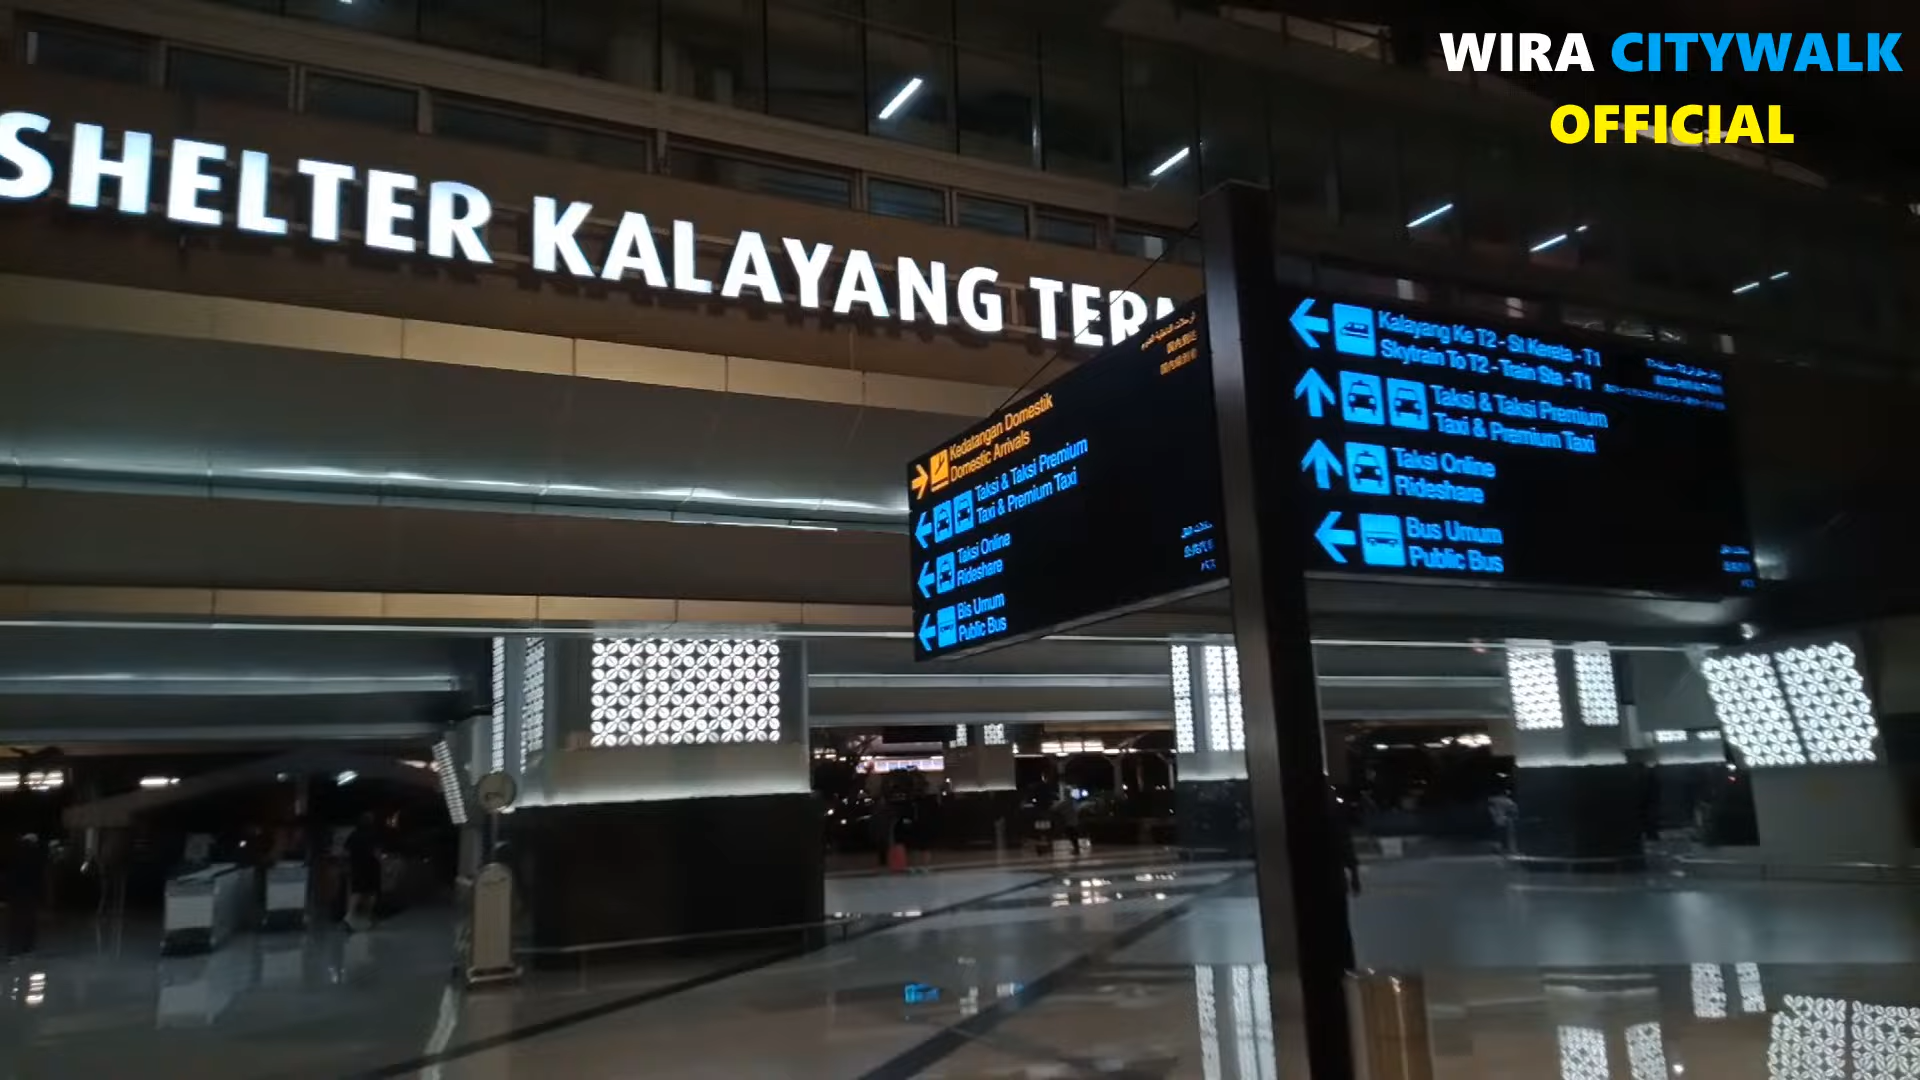 WIRA CITYWALK
OFFICIAL
SHELTER KALAYANG
Kedatangan Domestik
Domestic Arrivals
Taksi & Taksi Premium
Taxi & Premium Taxi
Taksi Online
Rideshare
Bis Umum
Public Bus
Kalayang Ke T2 - St Kereta - T1
Skytrain To T2 - Train Sta - T1
Taksi & Taksi Premium
Taxi & Premium Taxi
Taksi Online
Rideshare
Bus Umum
Public Bus